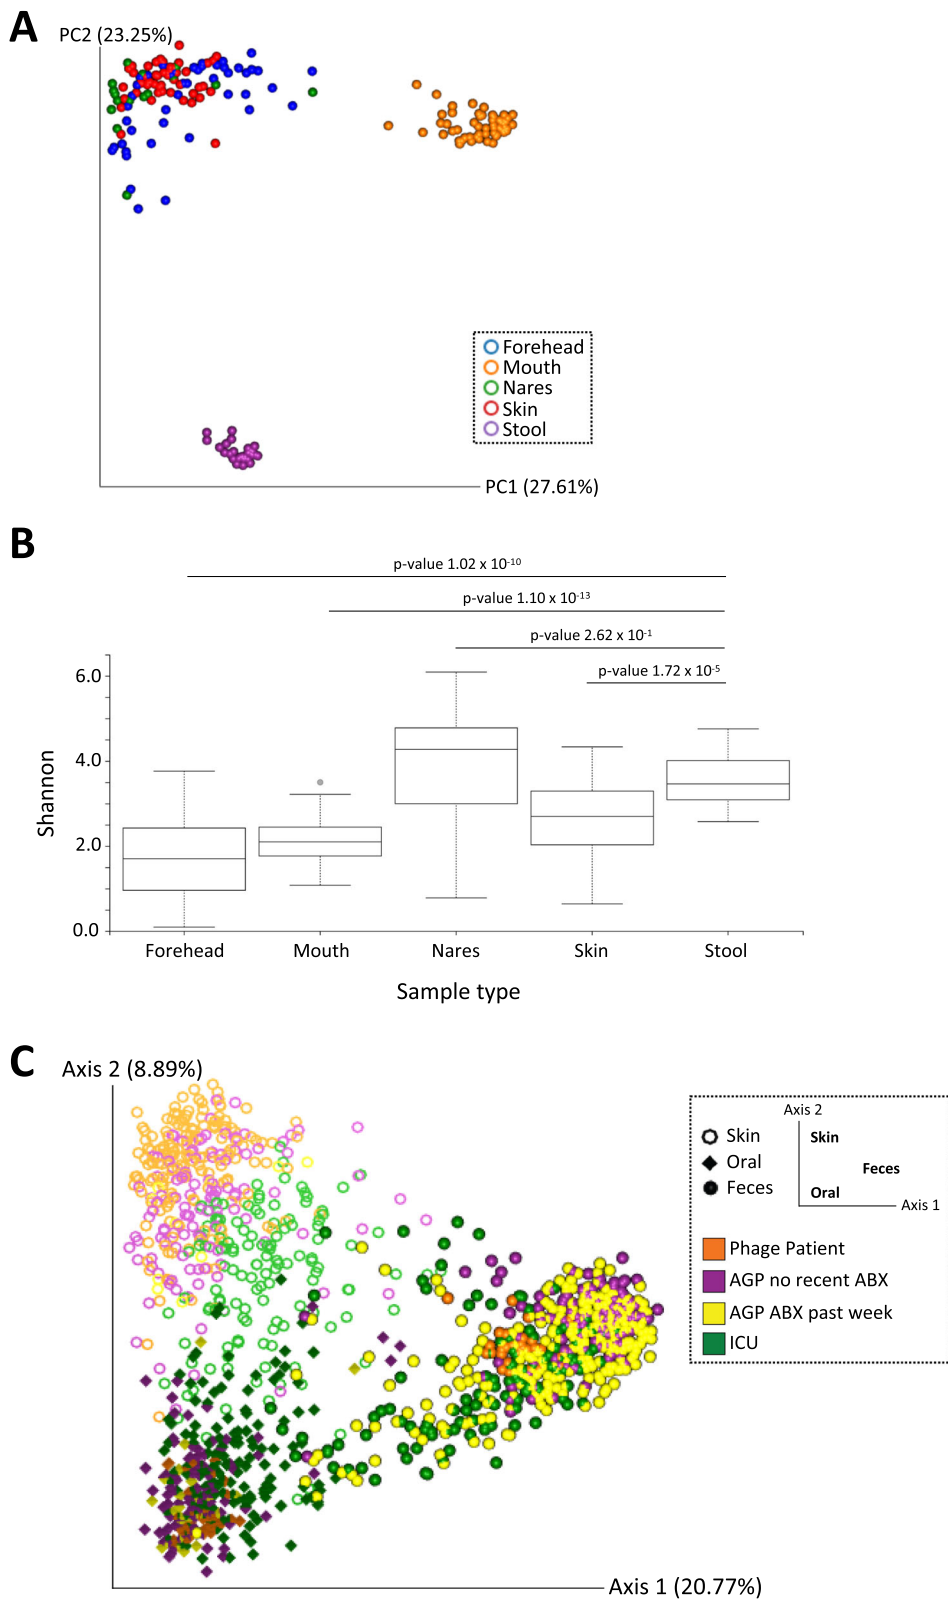 A
PC2 (23.25%)
Forehead
Mouth
Nares
Skin
Stool
PC1 (27.61%)
B
p-value 1.02 x 10-10
p-value 1.10 x 10-13
p-value 2.62 x 10-1
p-value 1.72 x 10-5
6.0
4.0
2.0
0.0
Shannon
Forehead Mouth Nares Skin Stool
Sample type
C
Axis 2 (8.89%)
Axis 2
Skin
Oral
Feces
Skin
Feces
Oral
Axis 1
Phage Patient
AGP no recent ABX
AGP ABX past week
ICU
Axis 1 (20.77%)